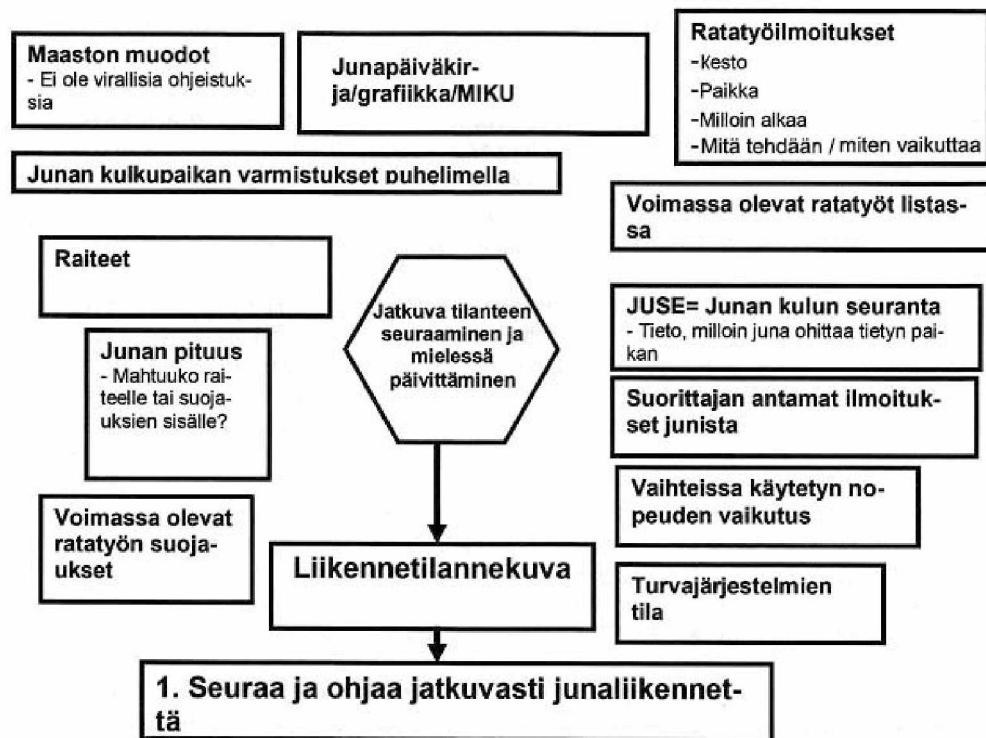 Maaston muodot
- Ei ole virallisia ohjeistuk-
sia
Junapäiväkir-
ja/grafiikka/MIKU
Ratatyöilmoitukset
-kesto
-Paikka
-Milloin alkaa
-Mitä tehdään / miten vaikuttaa
Junan kulkupaikan varmistukset puhelimella
Voimassa olevat ratatyöt listas-
sa
Raiteet
Jatkuva tilanteen
seuraaminen ja
mielessä
päivittäminen
JUSE= Junan kulun seuranta
- Tieto, milloin juna ohittaa tietyn pai-
kan
Junan pituus
- Mahtuuko rai-
teelle tai suoja-
uksien sisälle?
Suorittajan antamat ilmoituk-
set junista
Vaihteissa käytetyn no-
peuden vaikutus
Voimassa olevat
ratatyön suoja-
ukset
Liikennetilannekuva
Turvajärjestelmien
tila
1. Seuraa ja ohjaa jatkuvasti junaliikennet-
tä